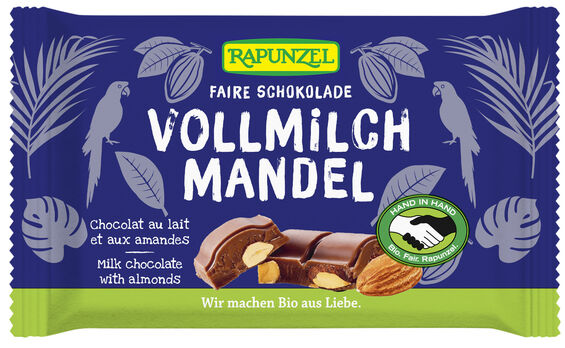 RAPUNZEL
FAIRE SCHOKOLADE
VOLLMILCH
MANDEL
Chocolat au lait
et aux amandes
Milk chocolate
with almonds
HAND IN HAND
Bio. Fair. Rapunzel.
Wir machen Bio aus Liebe.